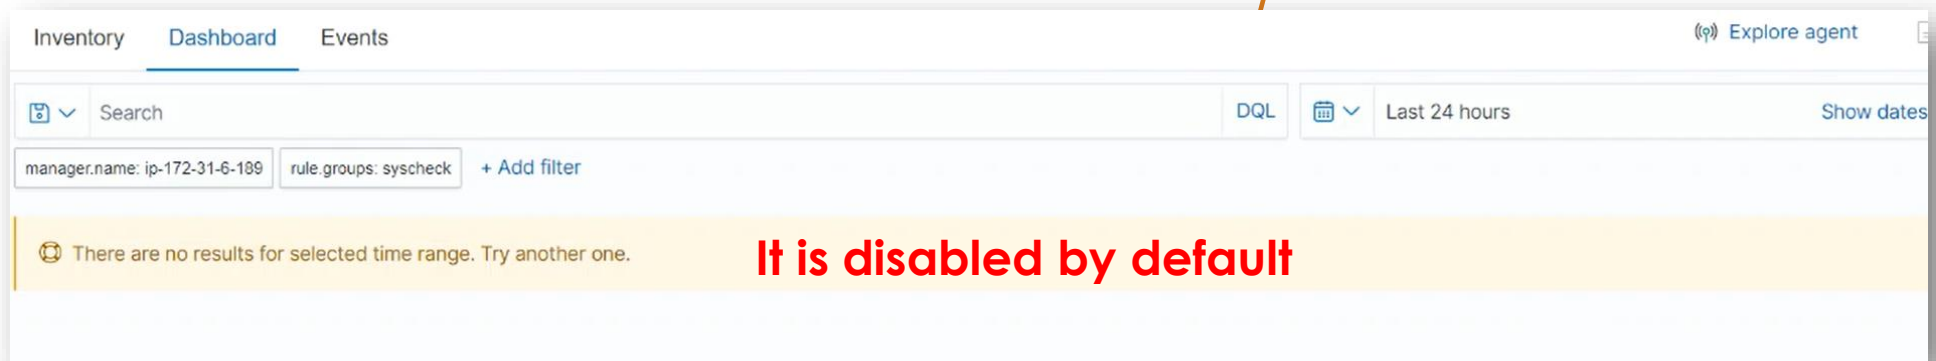 Inventory Dashboard Events Explore agent
Search DQL Last 24 hours Show dates
manager.name: ip-172-31-6-189 rule.groups: syscheck + Add filter
There are no results for selected time range. Try another one. It is disabled by default